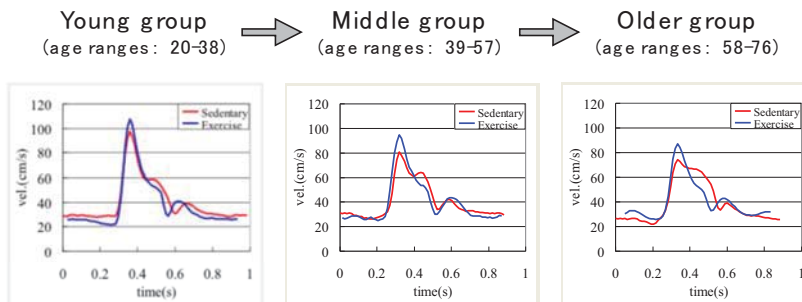 Young group
(age ranges: 20-38)
Middle group
(age ranges: 39-57)
Older group
(age ranges: 58-76)
120
100
80
60
40
20
0
vel.(cm/s)
Sedentary
Exercise
0 0.2 0.4 0.6 0.8 1
time(s)
120
100
80
60
40
20
0
vel.(cm/s)
Sedentary
Exercise
0 0.2 0.4 0.6 0.8 1
time(s)
120
100
80
60
40
20
0
vel.(cm/s)
Sedentary
Exercise
0 0.2 0.4 0.6 0.8 1
time(s)